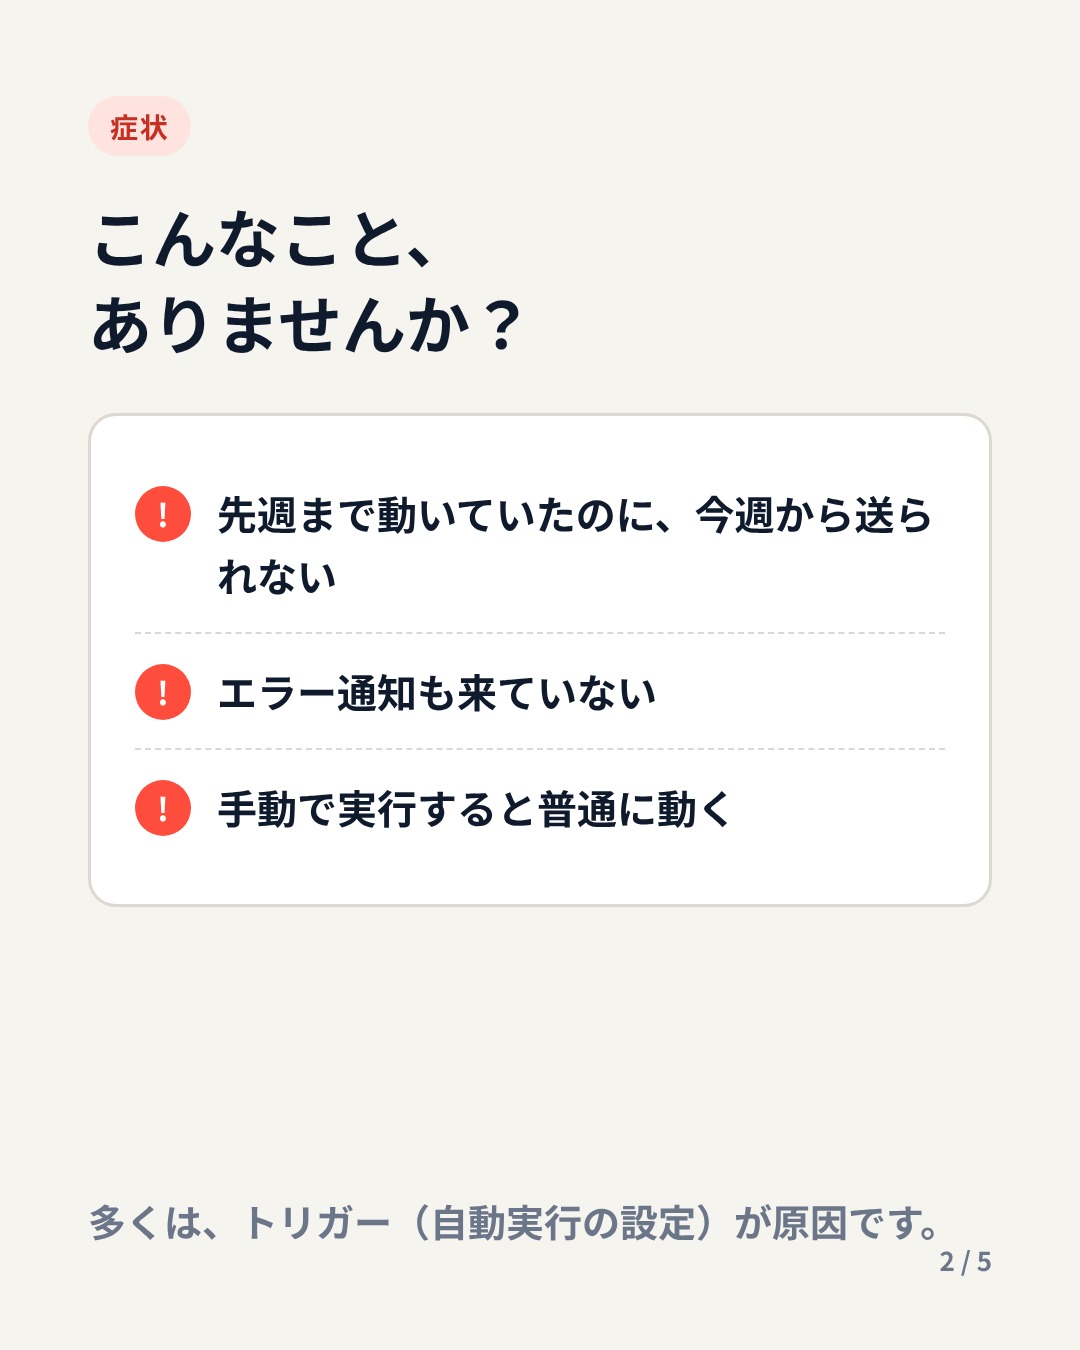 症状
こんなこと、
ありませんか？
! 先週まで動いていたのに、今週から送ら
れない
! エラー通知も来ていない
! 手動で実行すると普通に動く
多くは、トリガー（自動実行の設定）が原因です。
2 / 5